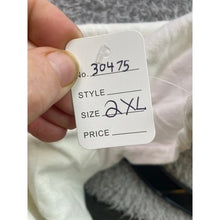 No. 30475
STYLE
SIZE 2XL
PRICE